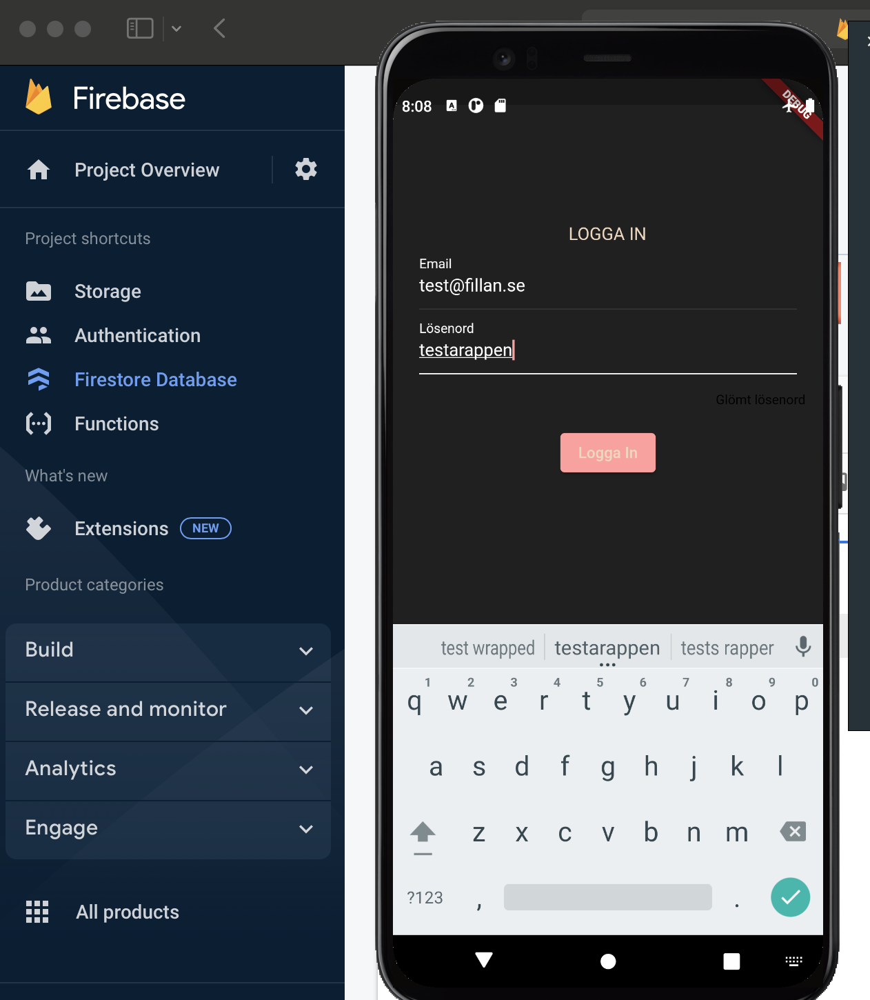 Firebase
Project Overview
Project shortcuts
Storage
Authentication
Firestore Database
Functions
What's new
Extensions NEW
Product categories
Build
Release and monitor
Analytics
Engage
All products
8:08
DEBUG
LOGGA IN
Email
test@fillan.se
Lösenord
testarappen
Glömt lösenord
Logga In
test wrapped testarappen tests rapper
1 2 3 4 5 6 7 8 9 0
q w e r t y u i o p
a s d f g h j k l
z x c v b n m
?123 , .